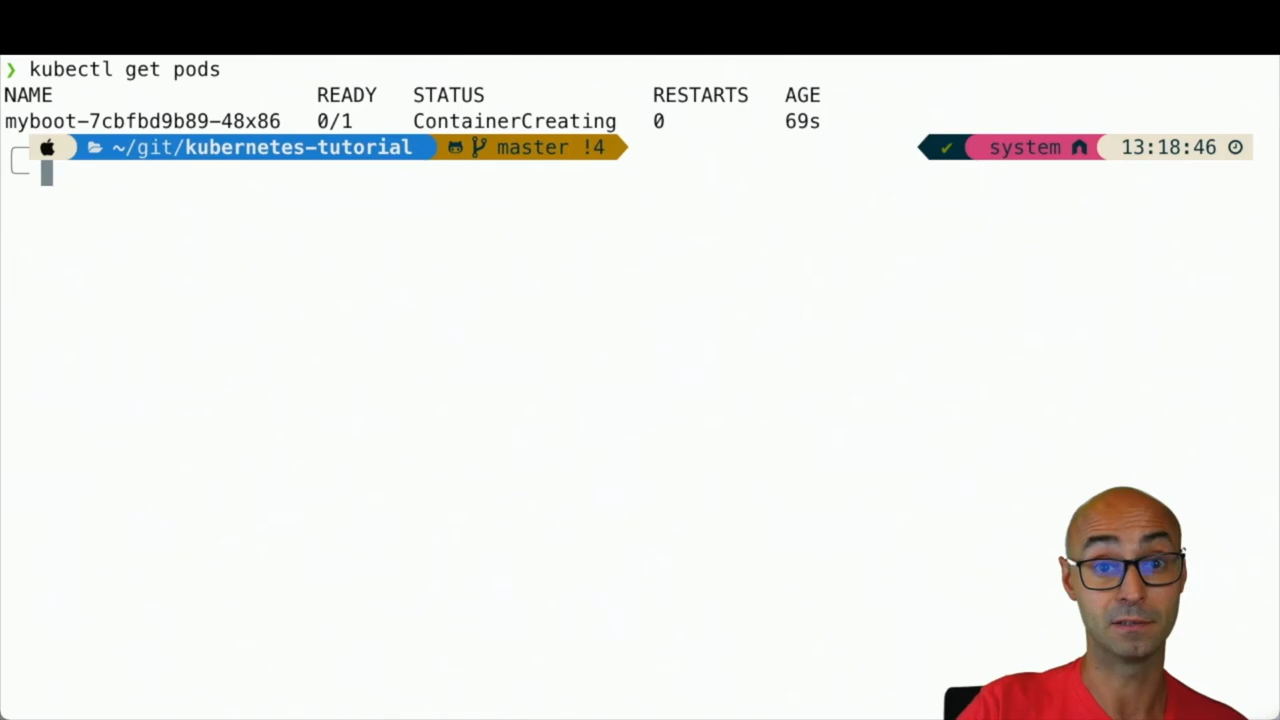 ❯ kubectl get pods
NAME READY STATUS RESTARTS AGE
myboot-7cbfbd9b89-48x86 0/1 ContainerCreating 0 69s
~/git/kubernetes-tutorial master !4 ✔ system 13:18:46